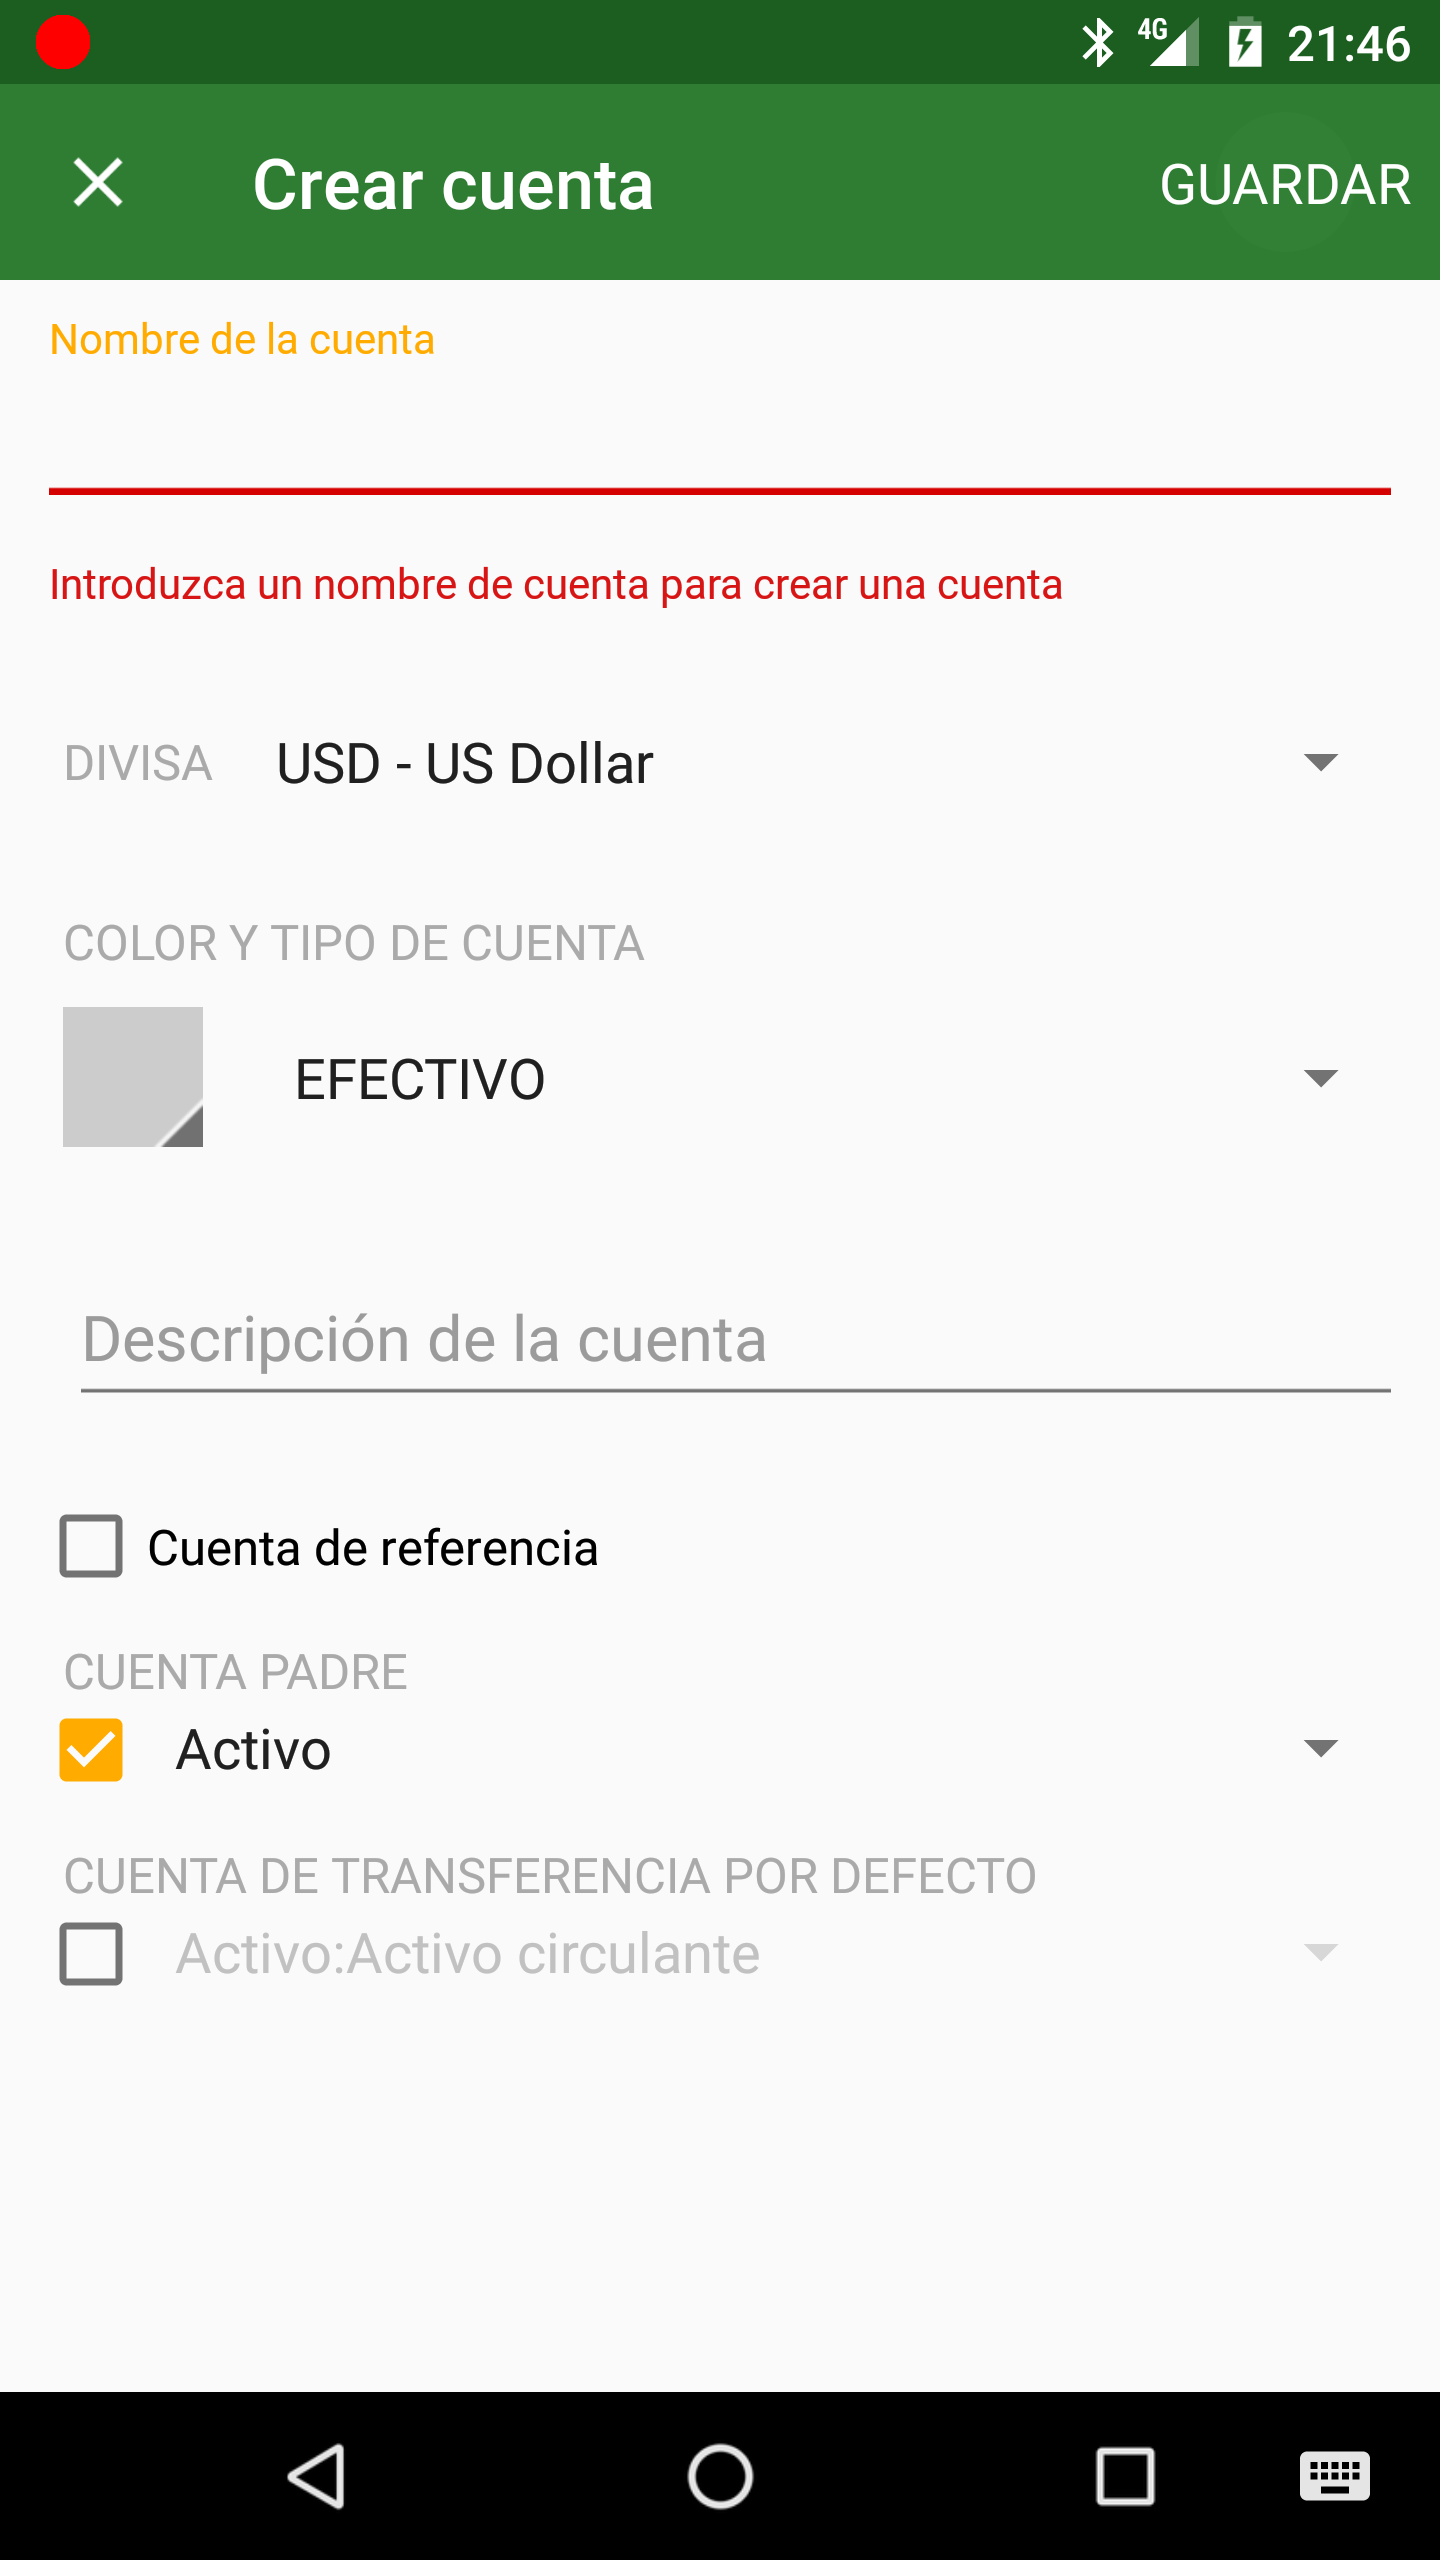 4G 21:46
Crear cuenta GUARDAR
Nombre de la cuenta
Introduzca un nombre de cuenta para crear una cuenta
DIVISA USD - US Dollar
COLOR Y TIPO DE CUENTA
EFECTIVO
Descripción de la cuenta
Cuenta de referencia
CUENTA PADRE
Activo
CUENTA DE TRANSFERENCIA POR DEFECTO
Activo:Activo circulante